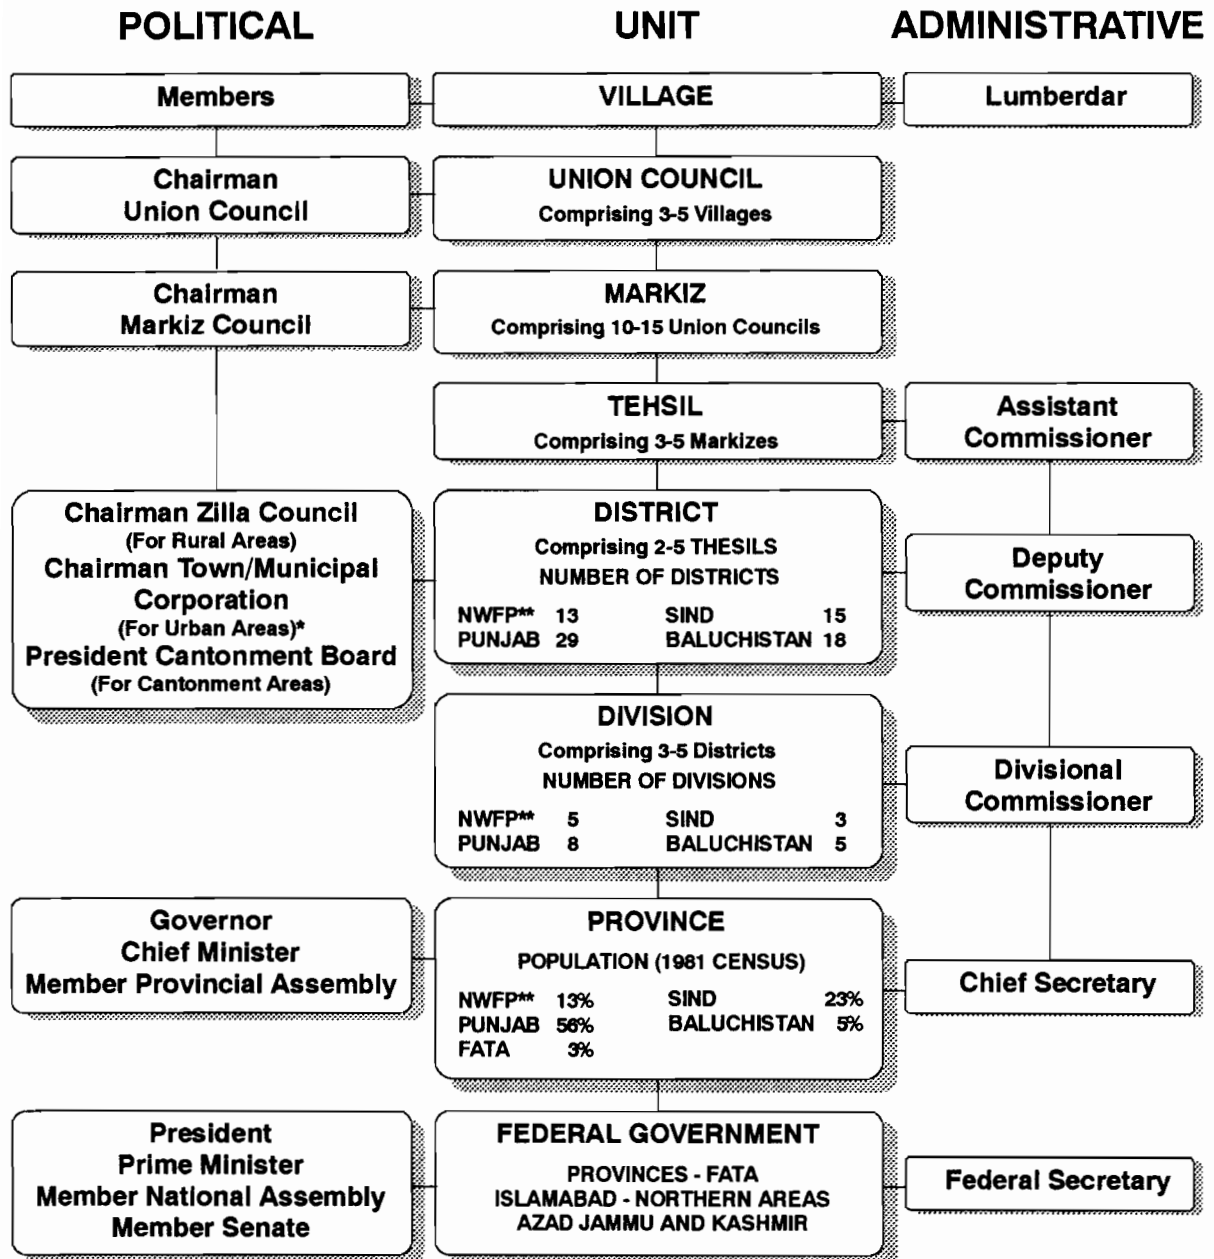 POLITICAL UNIT ADMINISTRATIVE
Members VILLAGE Lumberdar
Chairman
Union Council
UNION COUNCIL
Comprising 3-5 Villages
Chairman
Markiz Council
MARKIZ
Comprising 10-15 Union Councils
TEHSIL
Comprising 3-5 Markizes
Assistant
Commissioner
Chairman Zilla Council
(For Rural Areas)
Chairman Town/Municipal
Corporation
(For Urban Areas)*
President Cantonment Board
(For Cantonment Areas)
DISTRICT
Comprising 2-5 THESILS
NUMBER OF DISTRICTS
NWFP** 13 SIND 15
PUNJAB 29 BALUCHISTAN 18
Deputy
Commissioner
DIVISION
Comprising 3-5 Districts
NUMBER OF DIVISIONS
NWFP** 5 SIND 3
PUNJAB 8 BALUCHISTAN 5
Divisional
Commissioner
Governor
Chief Minister
Member Provincial Assembly
PROVINCE
POPULATION (1981 CENSUS)
NWFP** 13% SIND 23%
PUNJAB 56% BALUCHISTAN 5%
FATA 3%
Chief Secretary
President
Prime Minister
Member National Assembly
Member Senate
FEDERAL GOVERNMENT
PROVINCES - FATA
ISLAMABAD - NORTHERN AREAS
AZAD JAMMU AND KASHMIR
Federal Secretary